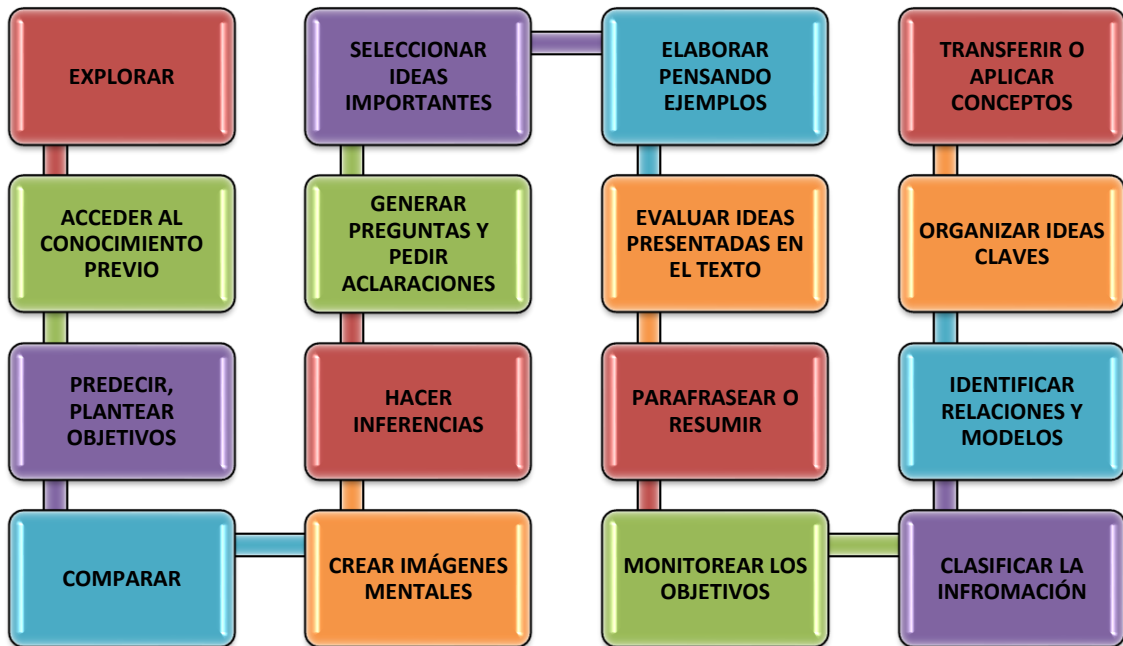 EXPLORAR
ACCEDER AL
CONOCIMIENTO
PREVIO
PREDECIR,
PLANTEAR
OBJETIVOS
COMPARAR
CREAR IMÁGENES
MENTALES
HACER
INFERENCIAS
GENERAR
PREGUNTAS Y
PEDIR
ACLARACIONES
SELECCIONAR
IDEAS
IMPORTANTES
ELABORAR
PENSANDO
EJEMPLOS
EVALUAR IDEAS
PRESENTADAS EN
EL TEXTO
PARAFRASEAR O
RESUMIR
MONITOREAR LOS
OBJETIVOS
CLASIFICAR LA
INFROMACIÓN
IDENTIFICAR
RELACIONES Y
MODELOS
ORGANIZAR IDEAS
CLAVES
TRANSFERIR O
APLICAR
CONCEPTOS